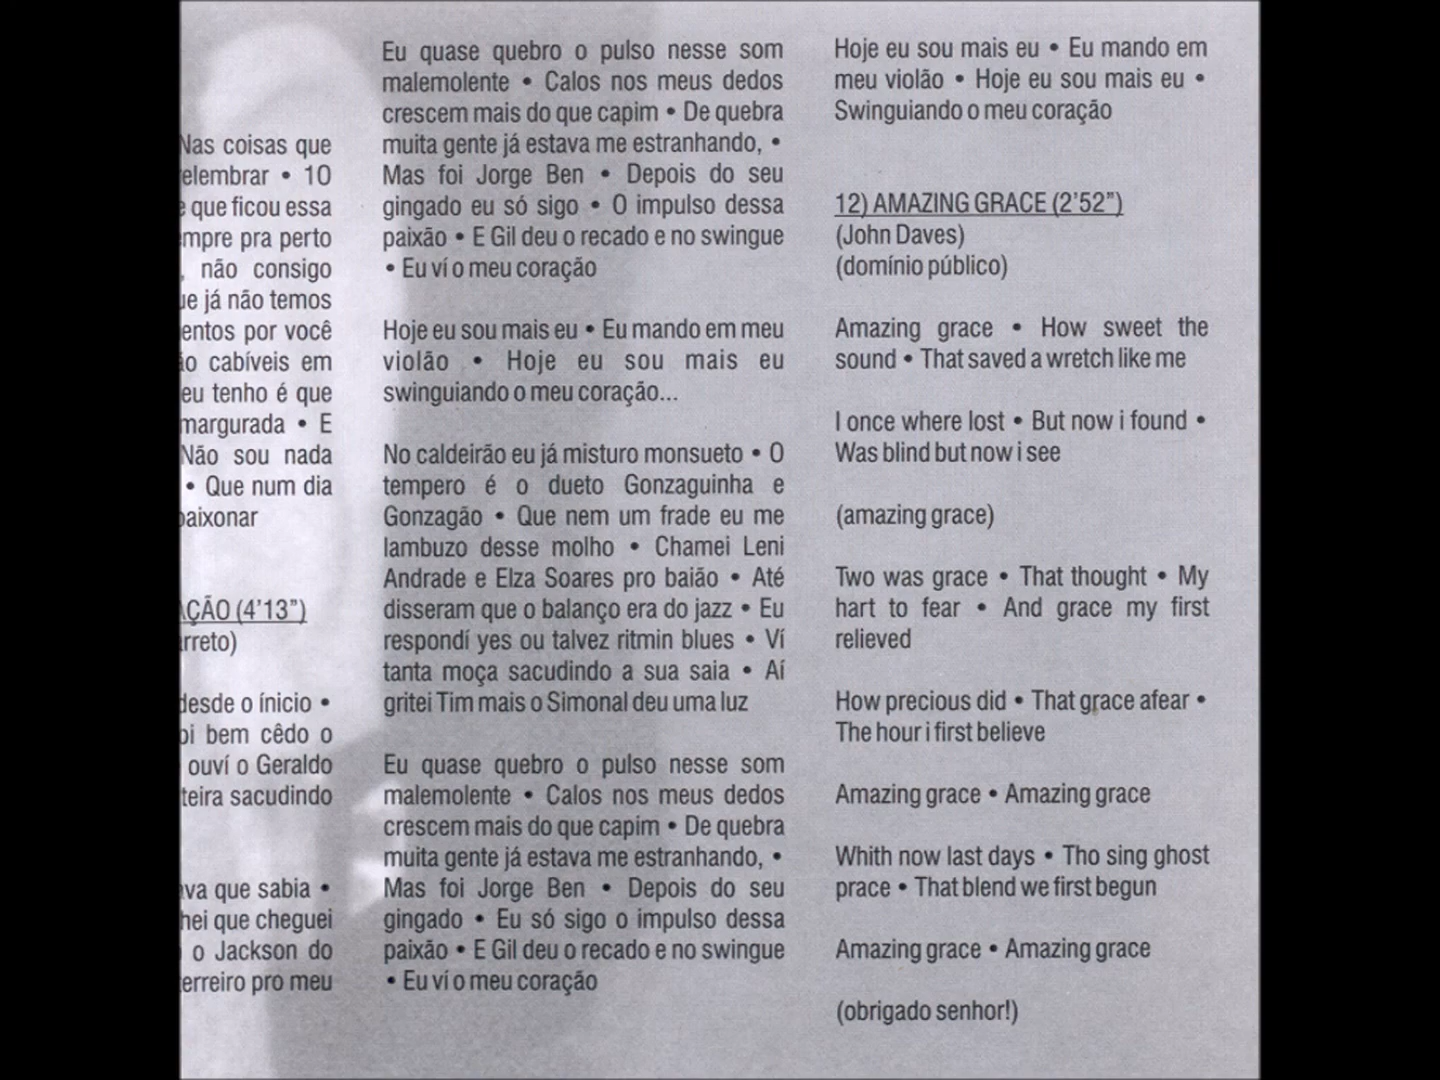 Nas coisas que
elembrar • 10
e que ficou essa
mpre pra perto
, não consigo
ue já não temos
entos por você
ão cabíveis em
eu tenho é que
margurada • E
Não sou nada
• Que num dia
paixonar
AÇÃO (4'13")
rreto)
desde o ínicio •
oi bem cêdo o
ouví o Geraldo
teira sacudindo
ava que sabia •
hei que cheguei
o Jackson do
erreiro pro meu
Eu quase quebro o pulso nesse som
malemolente • Calos nos meus dedos
crescem mais do que capim • De quebra
muita gente já estava me estranhando, •
Mas foi Jorge Ben • Depois do seu
gingado eu só sigo • O impulso dessa
paixão • E Gil deu o recado e no swingue
• Eu ví o meu coração
Hoje eu sou mais eu • Eu mando em meu
violão • Hoje eu sou mais eu
swinguiando o meu coração...
No caldeirão eu já misturo monsueto • O
tempero é o dueto Gonzaguinha e
Gonzagão • Que nem um frade eu me
lambuzo desse molho • Chamei Leni
Andrade e Elza Soares pro baião • Até
disseram que o balanço era do jazz • Eu
respondí yes ou talvez ritmin blues • Ví
tanta moça sacudindo a sua saia • Aí
gritei Tim mais o Simonal deu uma luz
Eu quase quebro o pulso nesse som
malemolente • Calos nos meus dedos
crescem mais do que capim • De quebra
muita gente já estava me estranhando, •
Mas foi Jorge Ben • Depois do seu
gingado • Eu só sigo o impulso dessa
paixão • E Gil deu o recado e no swingue
• Eu ví o meu coração
Hoje eu sou mais eu • Eu mando em
meu violão • Hoje eu sou mais eu •
Swinguiando o meu coração
12) AMAZING GRACE (2'52")
(John Daves)
(domínio público)
Amazing grace • How sweet the
sound • That saved a wretch like me
I once where lost • But now i found •
Was blind but now i see
(amazing grace)
Two was grace • That thought • My
hart to fear • And grace my first
relieved
How precious did • That grace afear •
The hour i first believe
Amazing grace • Amazing grace
Whith now last days • Tho sing ghost
prace • That blend we first begun
Amazing grace • Amazing grace
(obrigado senhor!)